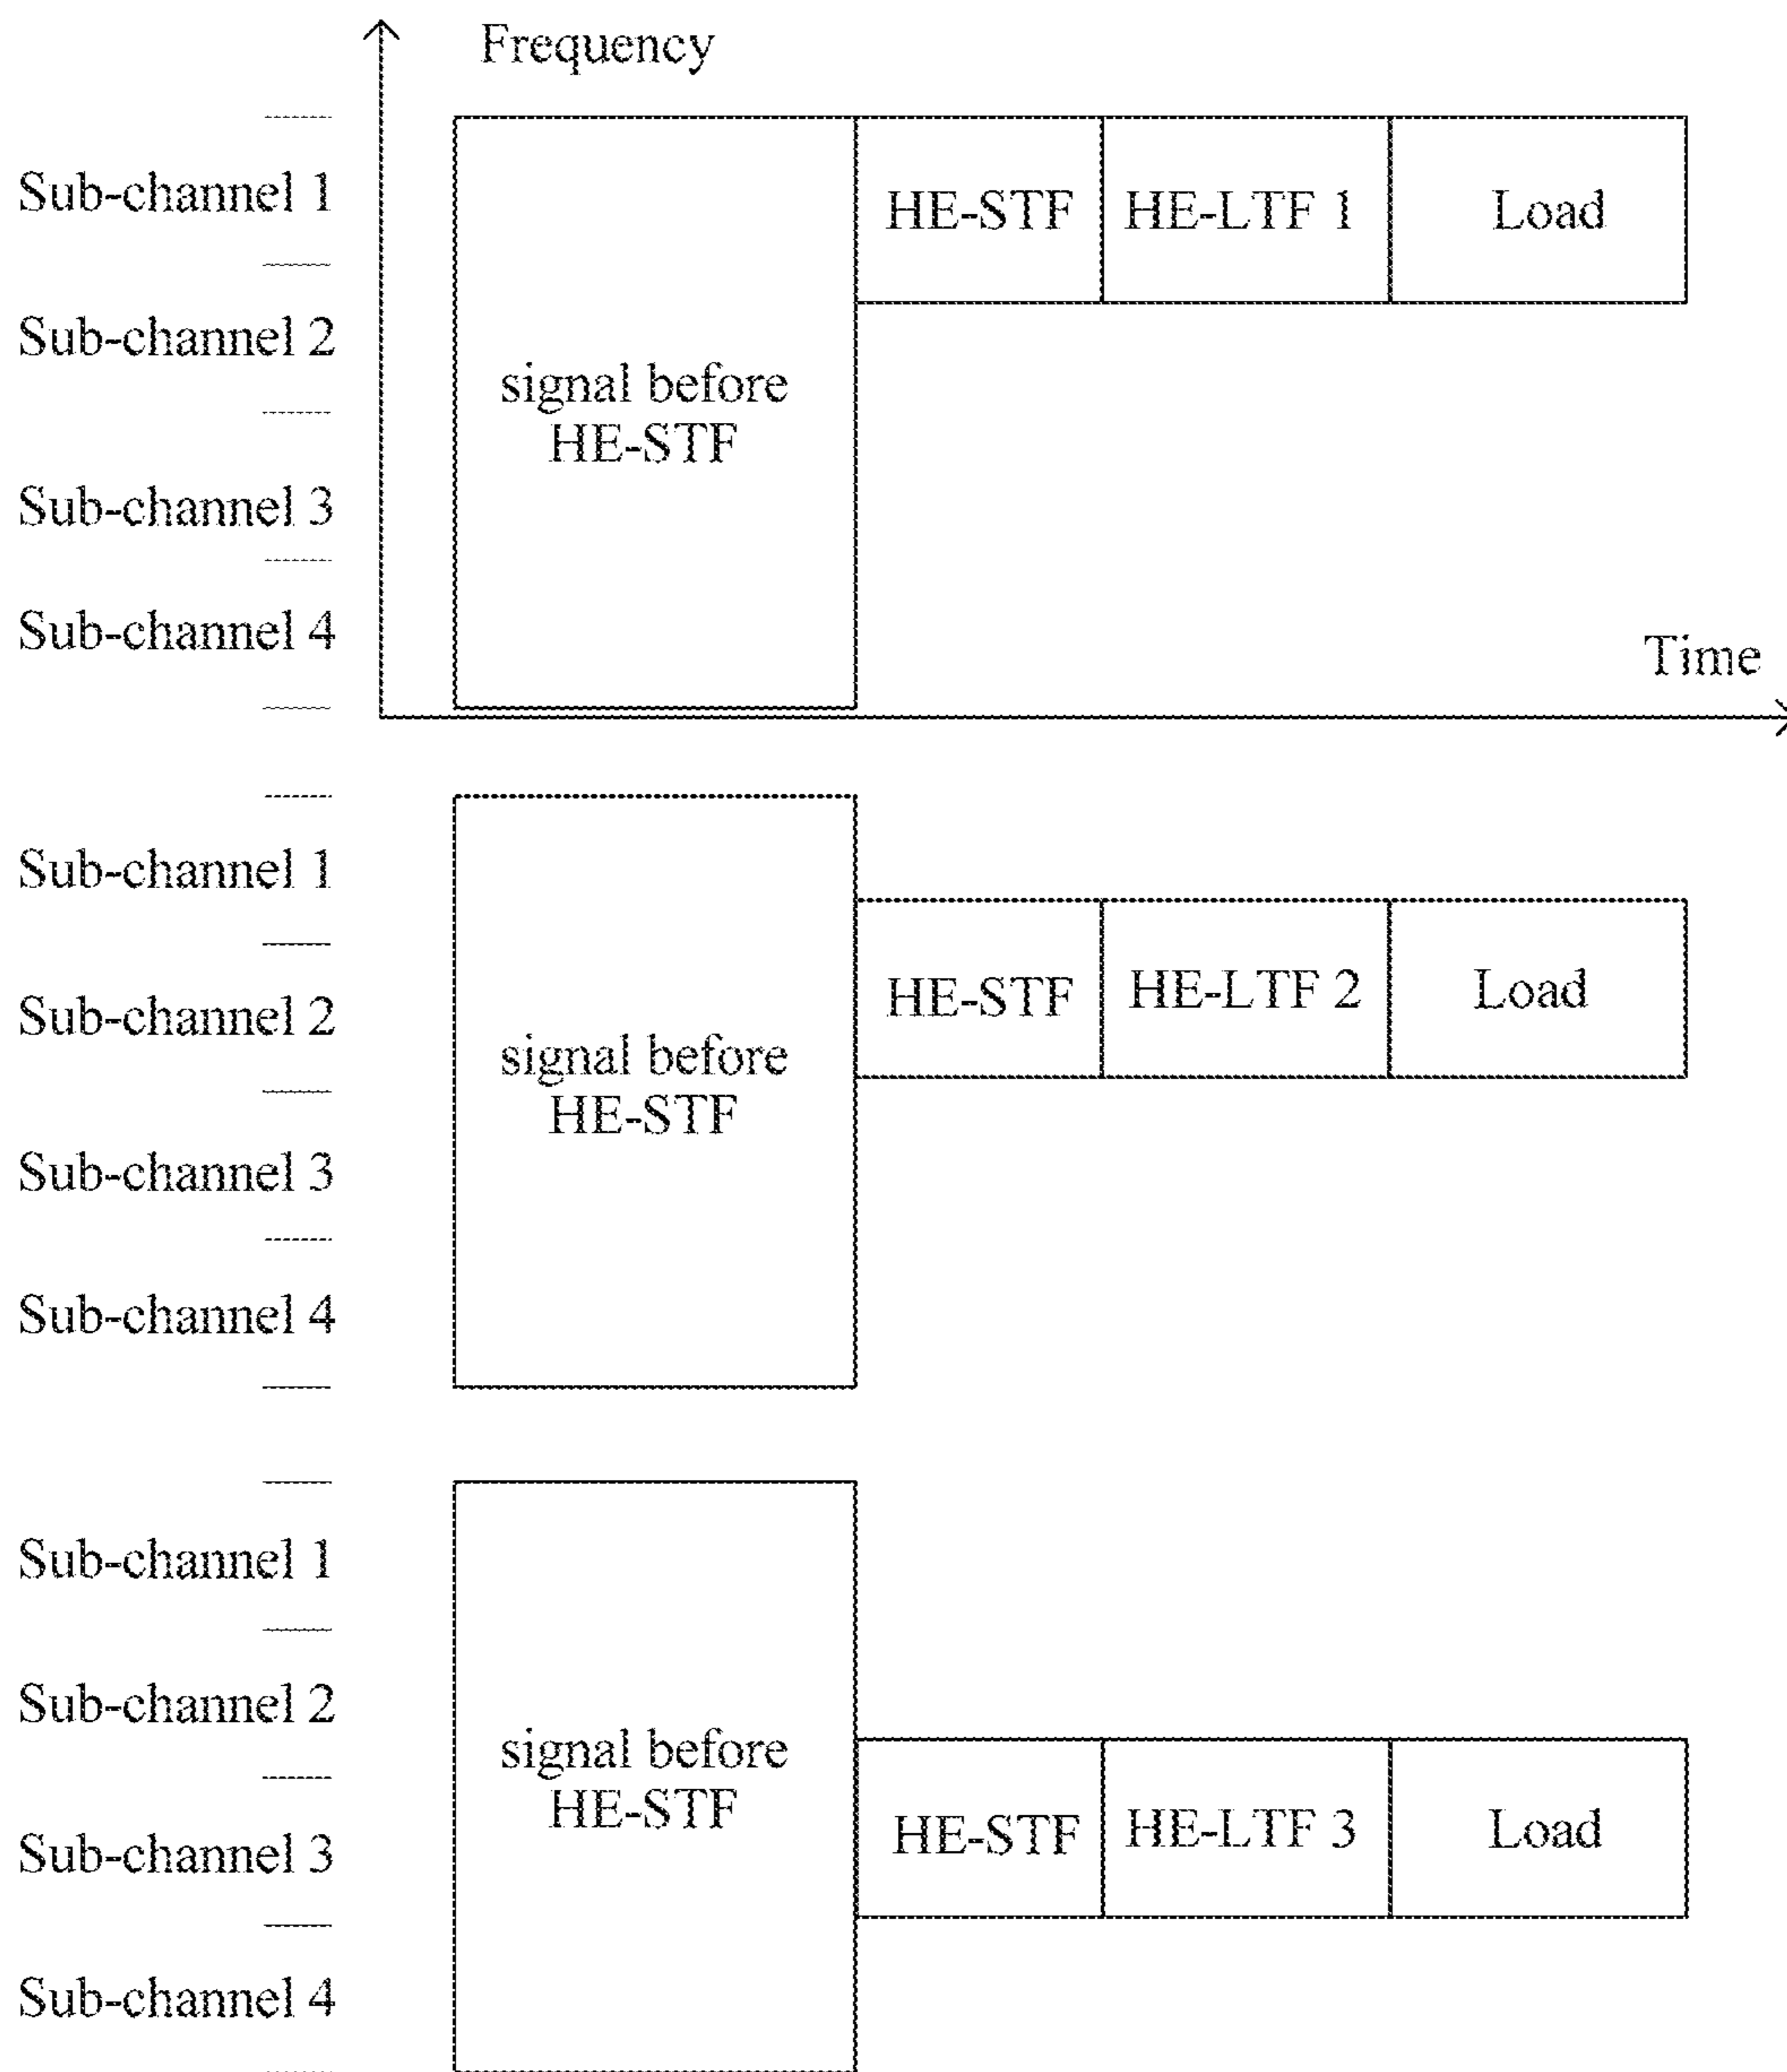 Frequency
Sub-channel 1
HE-STF
HE-LTF 1
Load
Sub-channel 2
signal before
HE-STF
Sub-channel 3
Sub-channel 4
Time
Sub-channel 1
HE-STF
HE-LTF 2
Load
Sub-channel 2
signal before
HE-STF
Sub-channel 3
Sub-channel 4
Sub-channel 1
Sub-channel 2
signal before
HE-STF
HE-STF
HE-LTF 3
Load
Sub-channel 3
Sub-channel 4